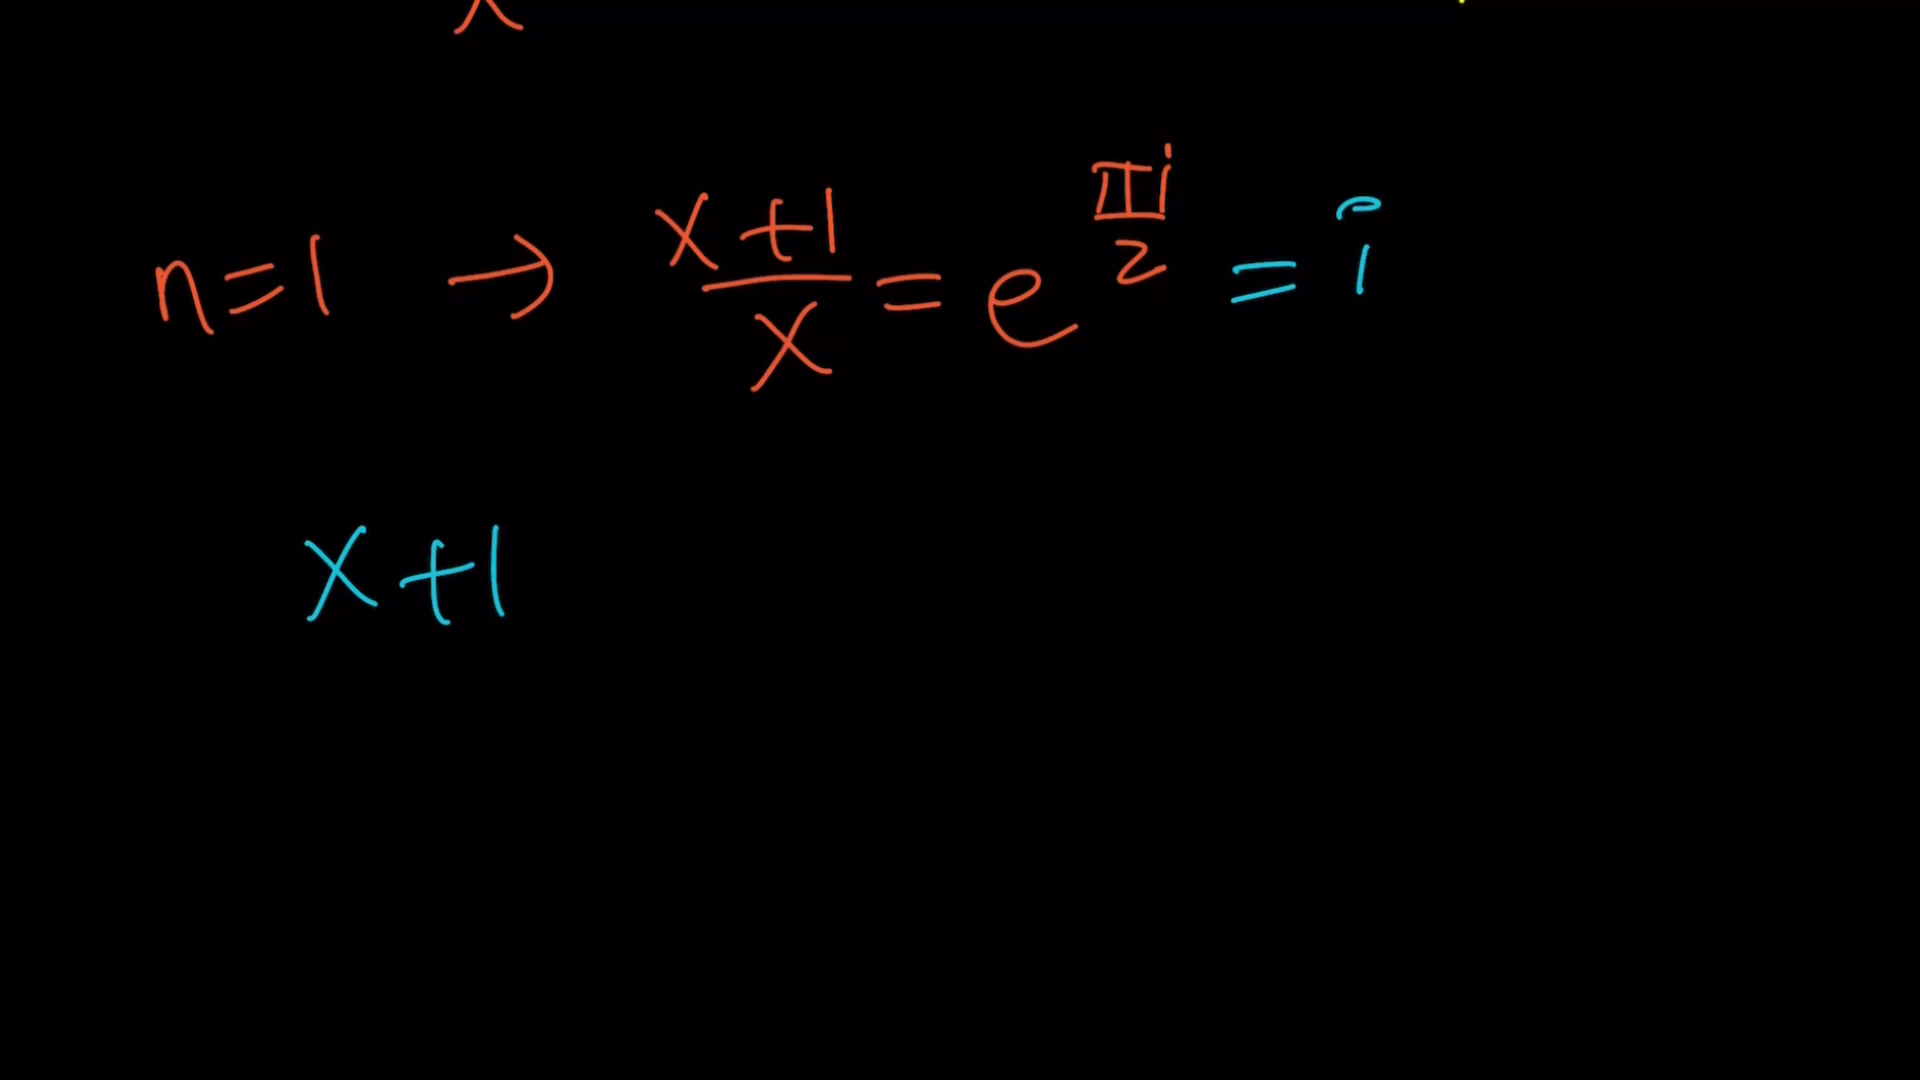 n=1 → (x+1)/x = e^(πi/2) = i
x+1